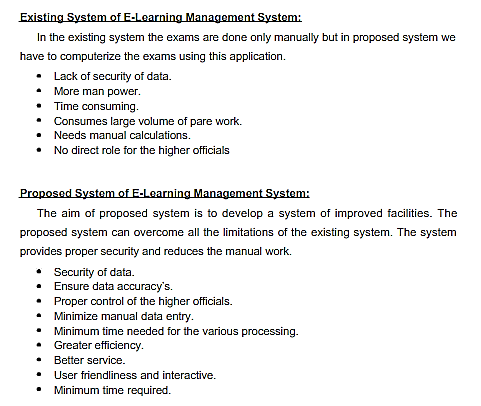 Existing System of E-Learning Management System:
In the existing system the exams are done only manually but in proposed system we
have to computerize the exams using this application.
• Lack of security of data.
• More man power.
• Time consuming.
• Consumes large volume of pare work.
• Needs manual calculations.
• No direct role for the higher officials
Proposed System of E-Learning Management System:
The aim of proposed system is to develop a system of improved facilities. The
proposed system can overcome all the limitations of the existing system. The system
provides proper security and reduces the manual work.
• Security of data.
• Ensure data accuracy's.
• Proper control of the higher officials.
• Minimize manual data entry.
• Minimum time needed for the various processing.
• Greater efficiency.
• Better service.
• User friendliness and interactive.
• Minimum time required.